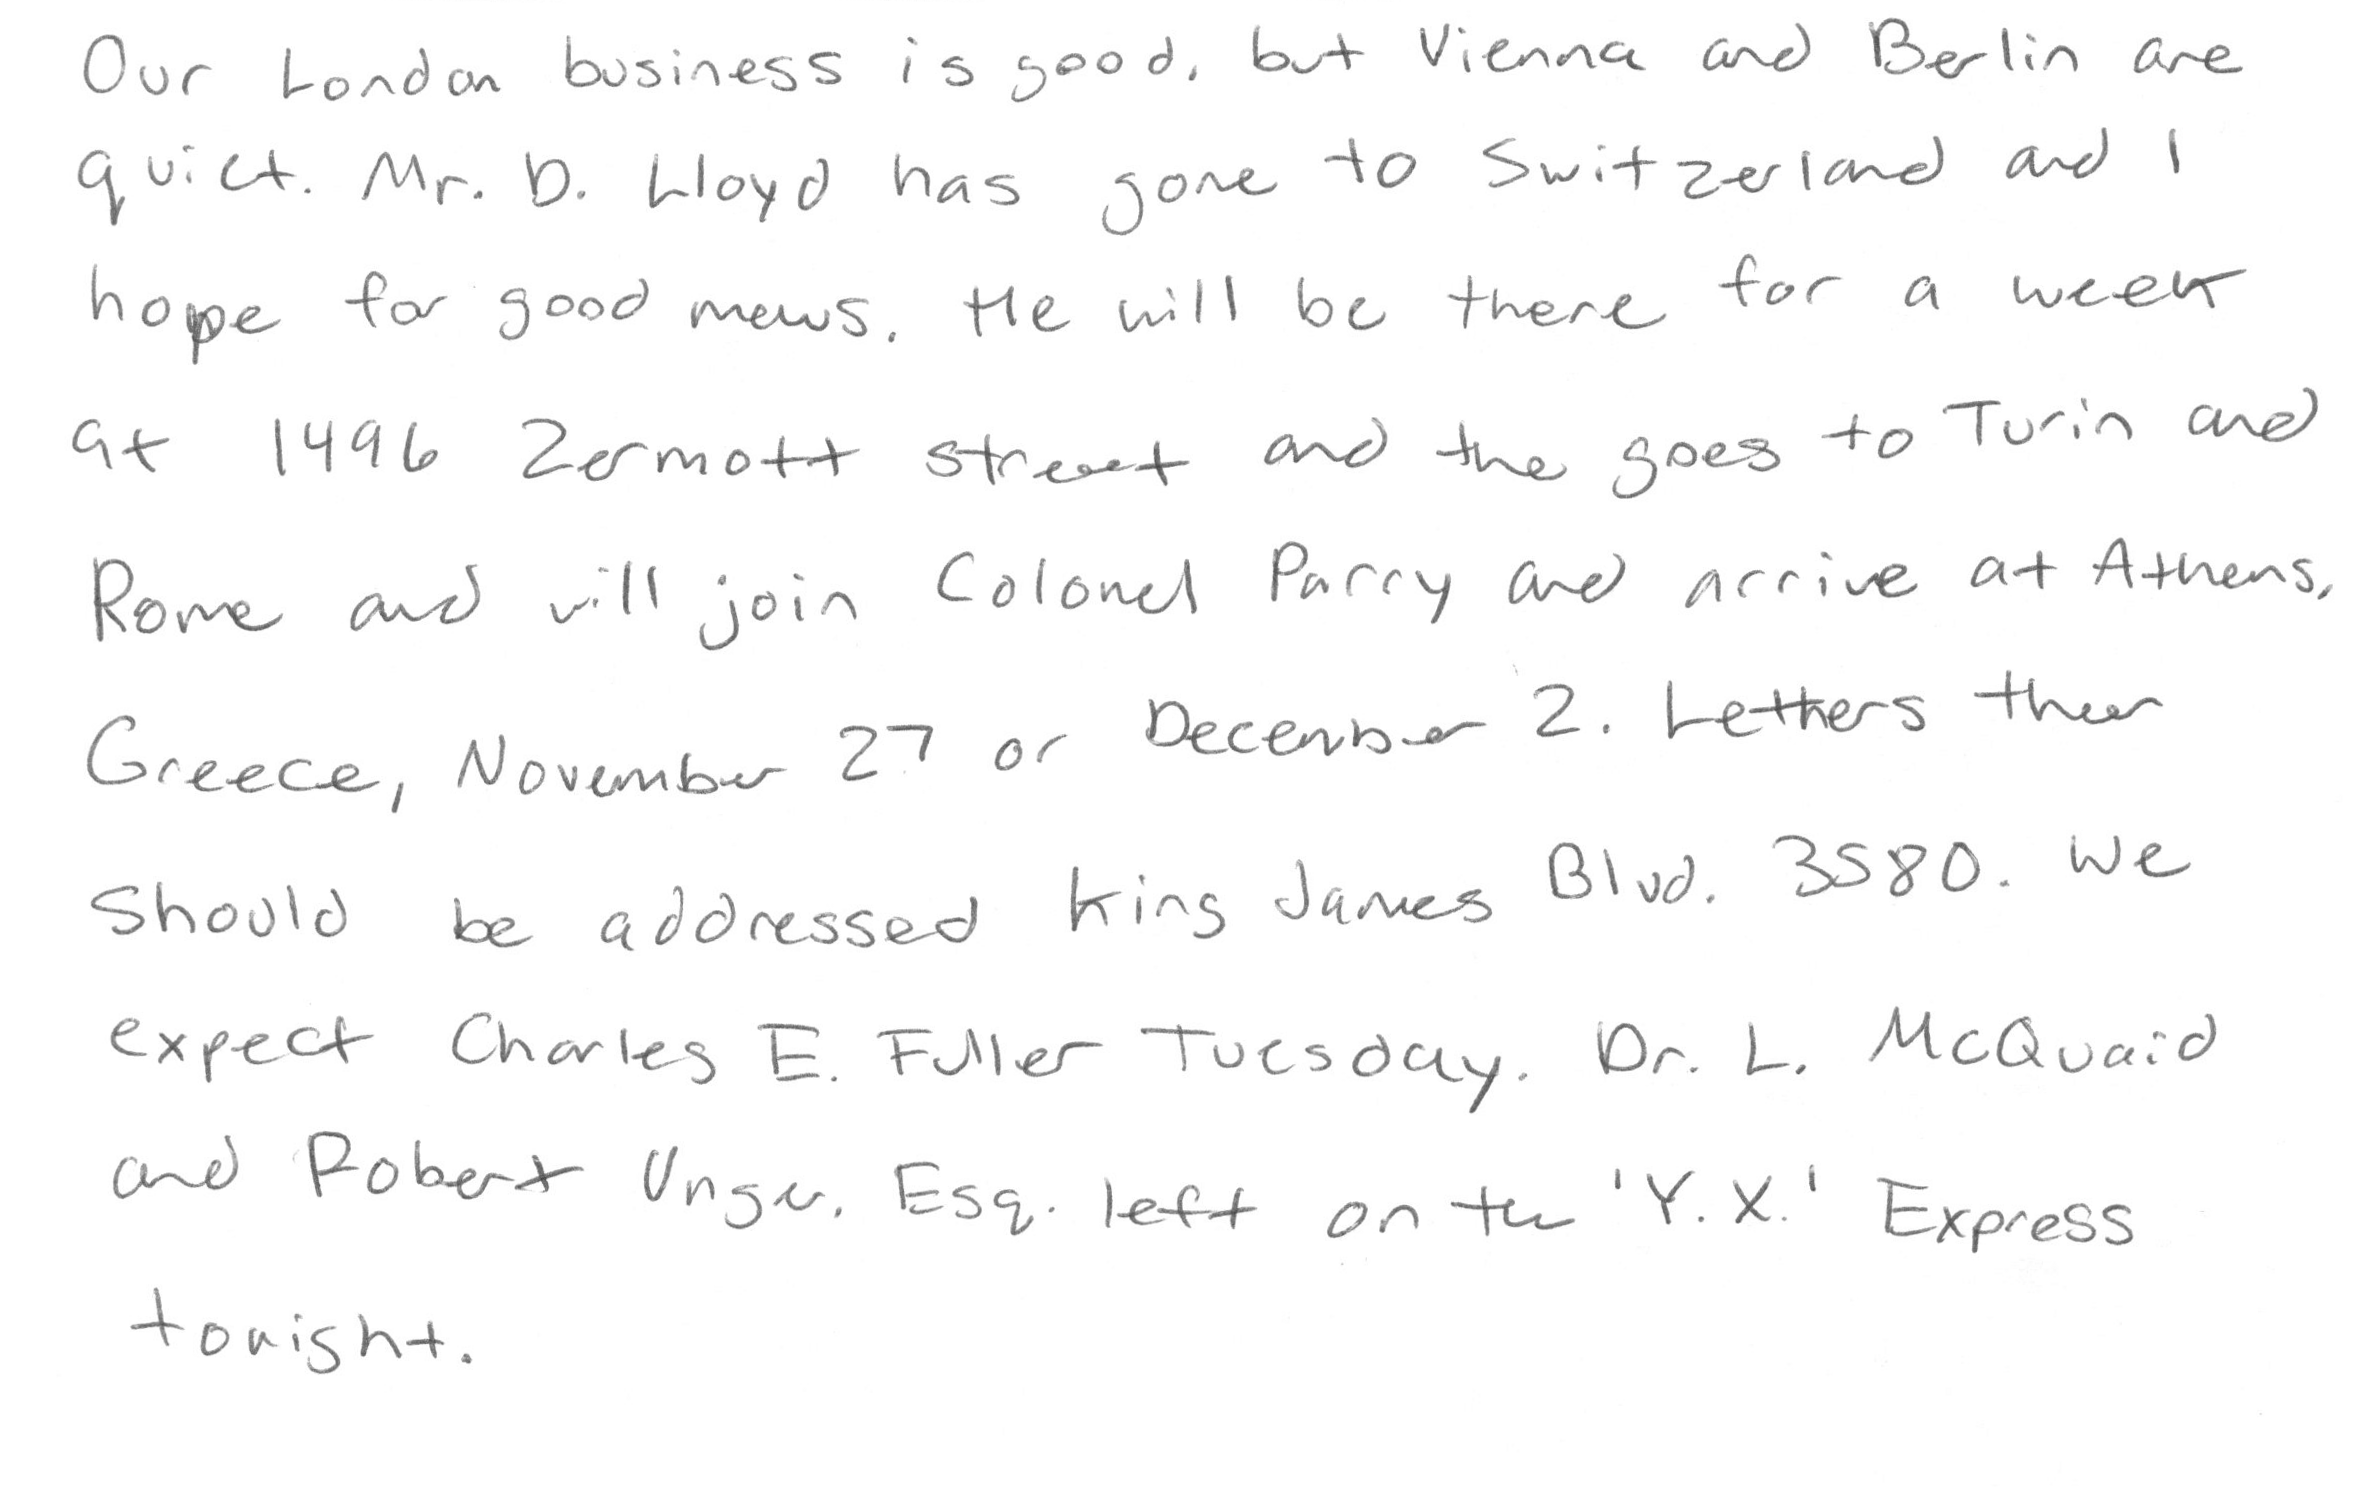 Our London business is good, but Vienna and Berlin are
quiet. Mr. D. Lloyd has gone to Switzerland and I
hope for good news. He will be there for a week
at 1496 Zermott street and the goes to Turin and
Rome and will join Colonel Parry and arrive at Athens,
Greece, November 27 or December 2. Letters there
Should be addressed King James Blvd. 3580. We
expect Charles E. Fuller Tuesday. Dr. L. McQuaid
and Robert Unger, Esq. left on the 'Y.X.' Express
tonight.